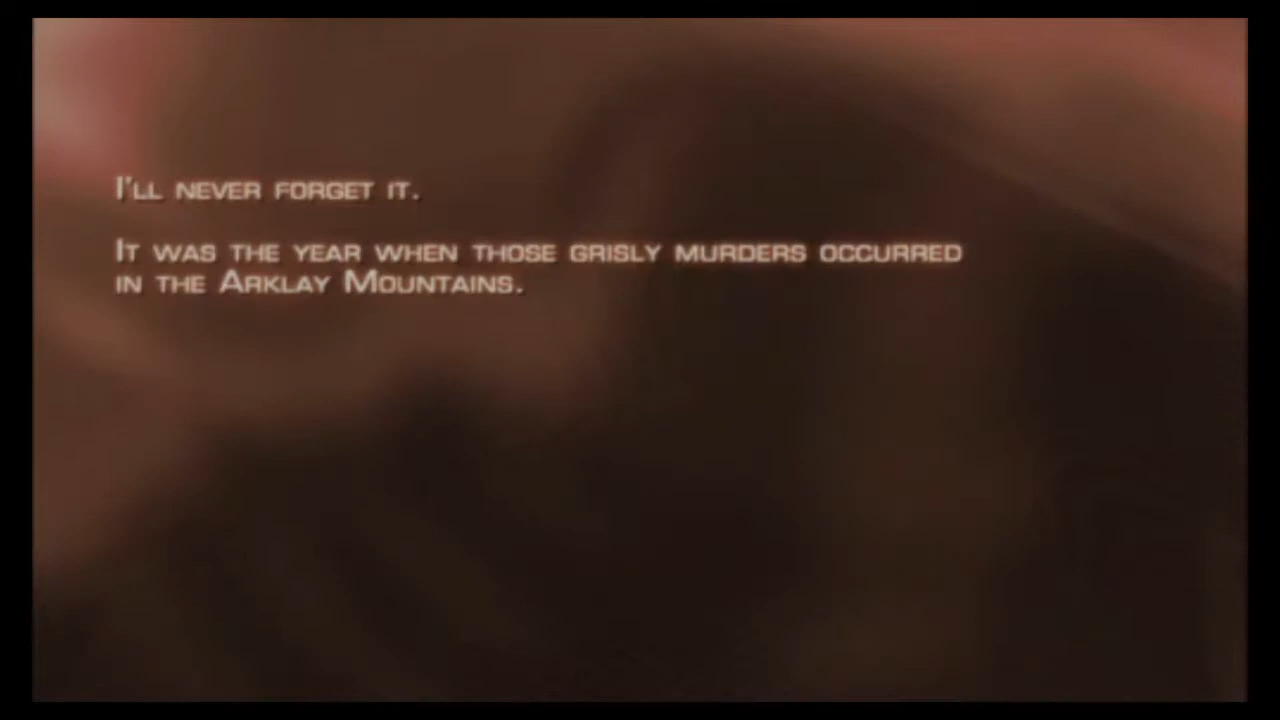 I'll never forget it.
It was the year when those grisly murders occurred
in the Arklay Mountains.